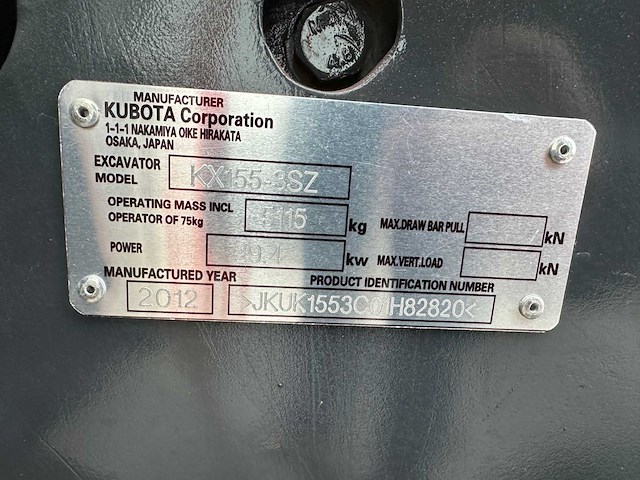 MANUFACTURER
KUBOTA Corporation
1-1-1 NAKAMIYA OIKE HIRAKATA
OSAKA, JAPAN
EXCAVATOR MODEL KX155-3SZ
OPERATING MASS INCL
OPERATOR OF 75kg kg
MAX.DRAW BAR PULL kN
POWER kw
MAX.VERT.LOAD kN
MANUFACTURED YEAR 2012
PRODUCT IDENTIFICATION NUMBER
>JKUK1553C01H82820<